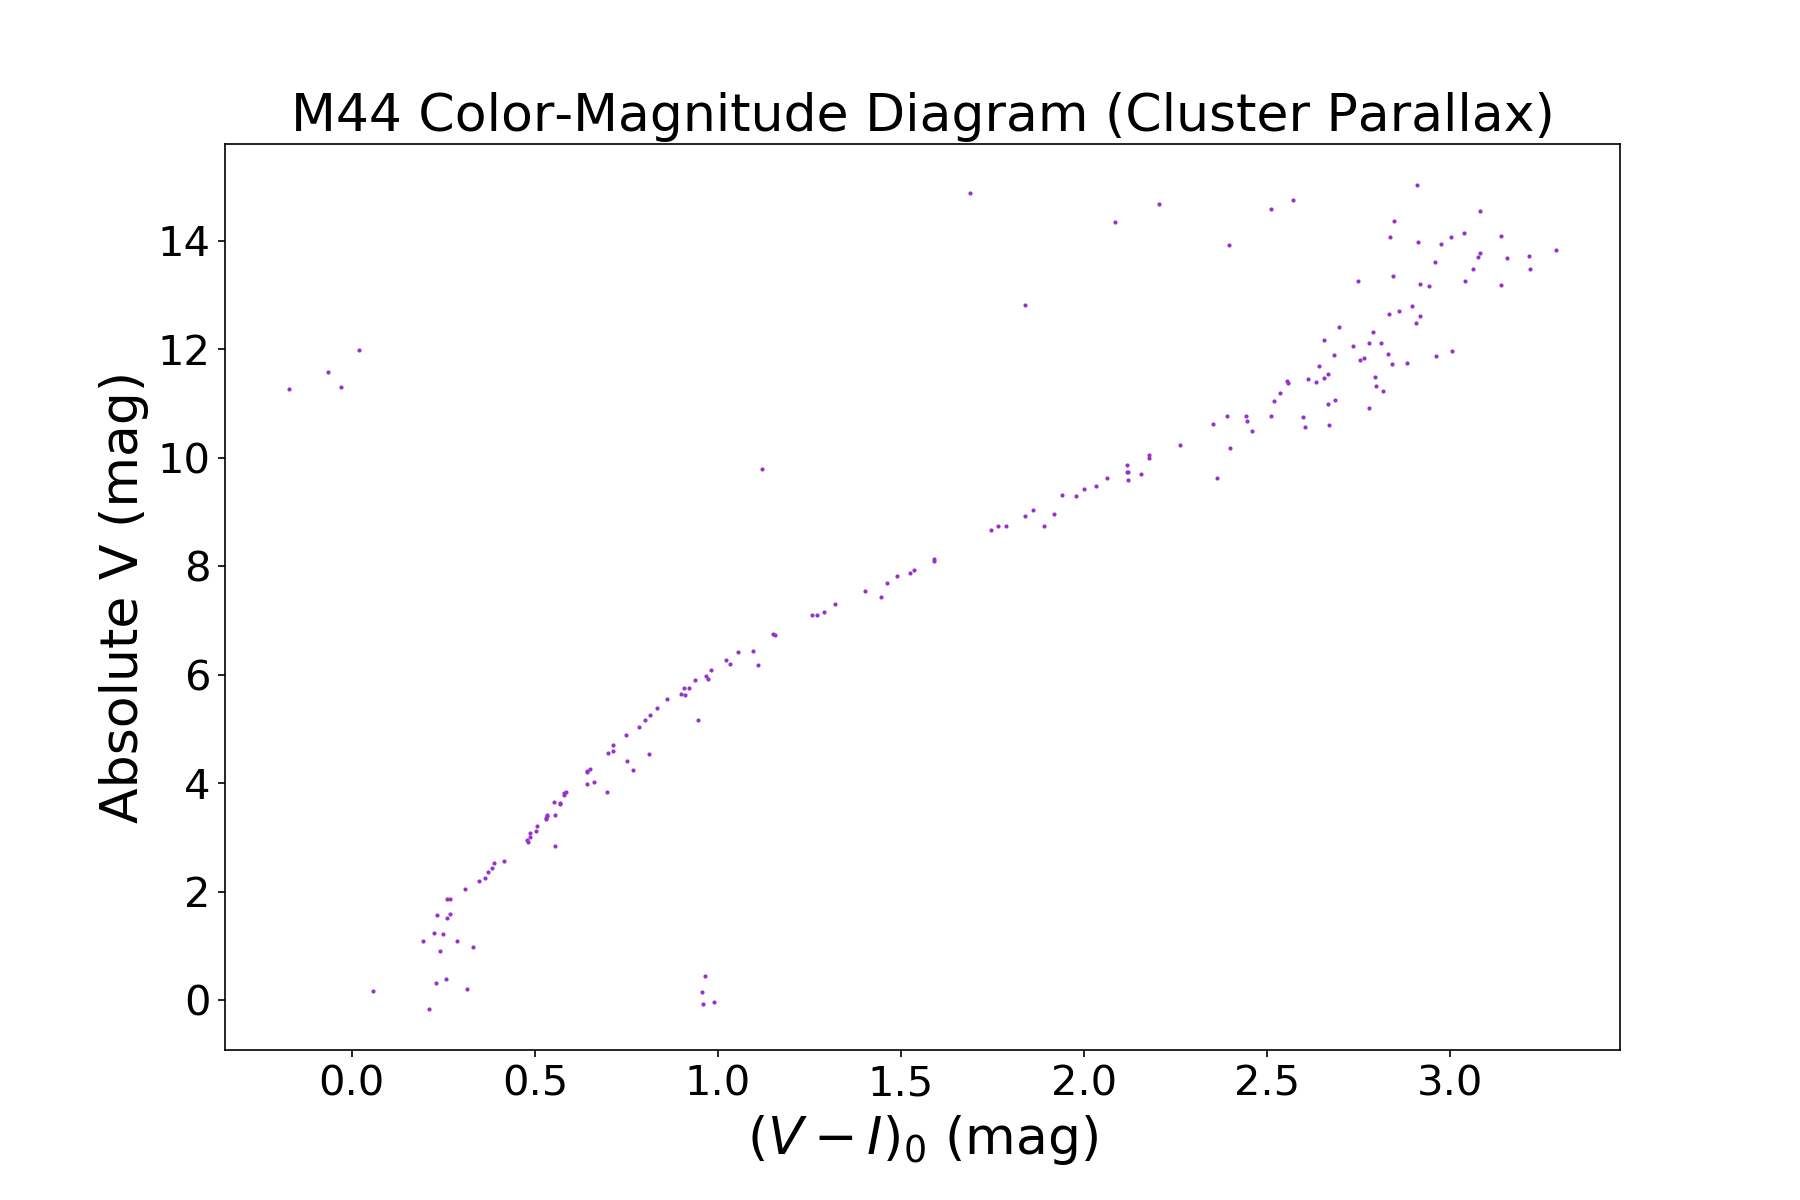 M44 Color-Magnitude Diagram (Cluster Parallax)
Absolute V (mag)
14
12
10
8
6
4
2
0
0.0 0.5 1.0 1.5 2.0 2.5 3.0
(V − I)₀ (mag)